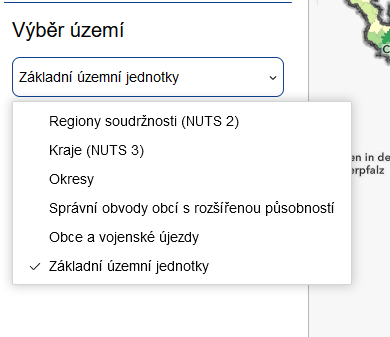 Výběr území
Základní územní jednotky
Regiony soudržnosti (NUTS 2)
Kraje (NUTS 3)
Okresy
Správní obvody obcí s rozšířenou působností
Obce a vojenské újezdy
Základní územní jednotky
en in de
erpfalz